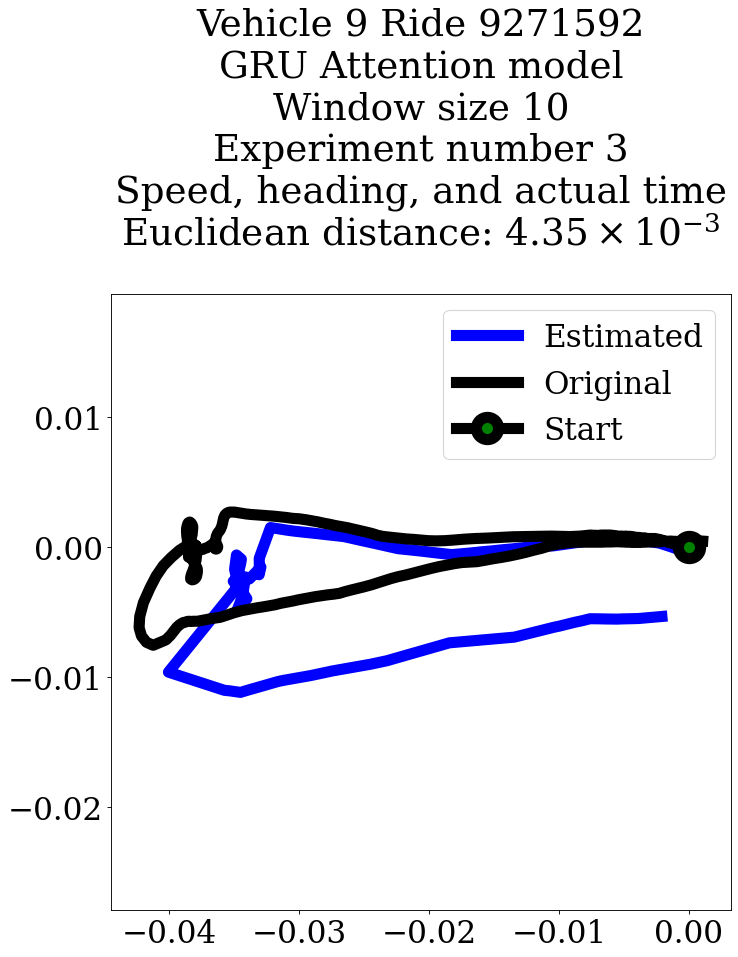 Vehicle 9 Ride 9271592
GRU Attention model
Window size 10
Experiment number 3
Speed, heading, and actual time
Euclidean distance: 4.35 × 10⁻³
Estimated
Original
Start
0.01
0.00
−0.01
−0.02
−0.04 −0.03 −0.02 −0.01 0.00